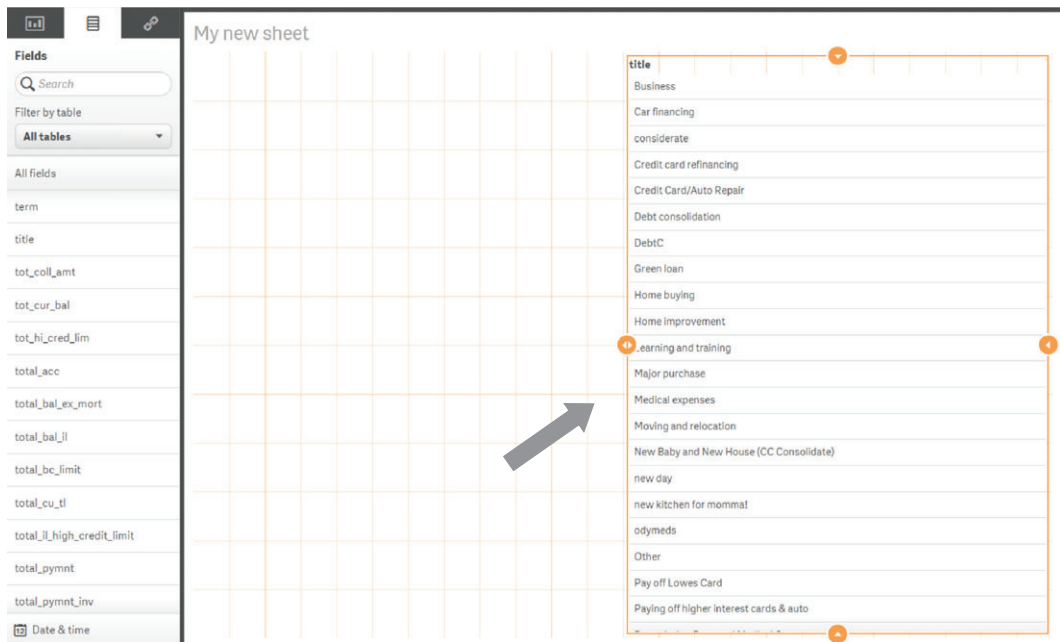 My new sheet
Fields
Search
Filter by table
All tables
All fields
term
title
tot_coll_amt
tot_cur_bal
tot_hi_cred_lim
total_acc
total_bal_ex_mort
total_bal_il
total_bc_limit
total_cu_tl
total_il_high_credit_limit
total_pymnt
total_pymnt_inv
12 Date & time
title
Business
Car financing
considerate
Credit card refinancing
Credit Card/Auto Repair
Debt consolidation
DebtC
Green loan
Home buying
Home improvement
Learning and training
Major purchase
Medical expenses
Moving and relocation
New Baby and New House (CC Consolidate)
new day
new kitchen for momma!
odymeds
Other
Pay off Lowes Card
Paying off higher interest cards & auto